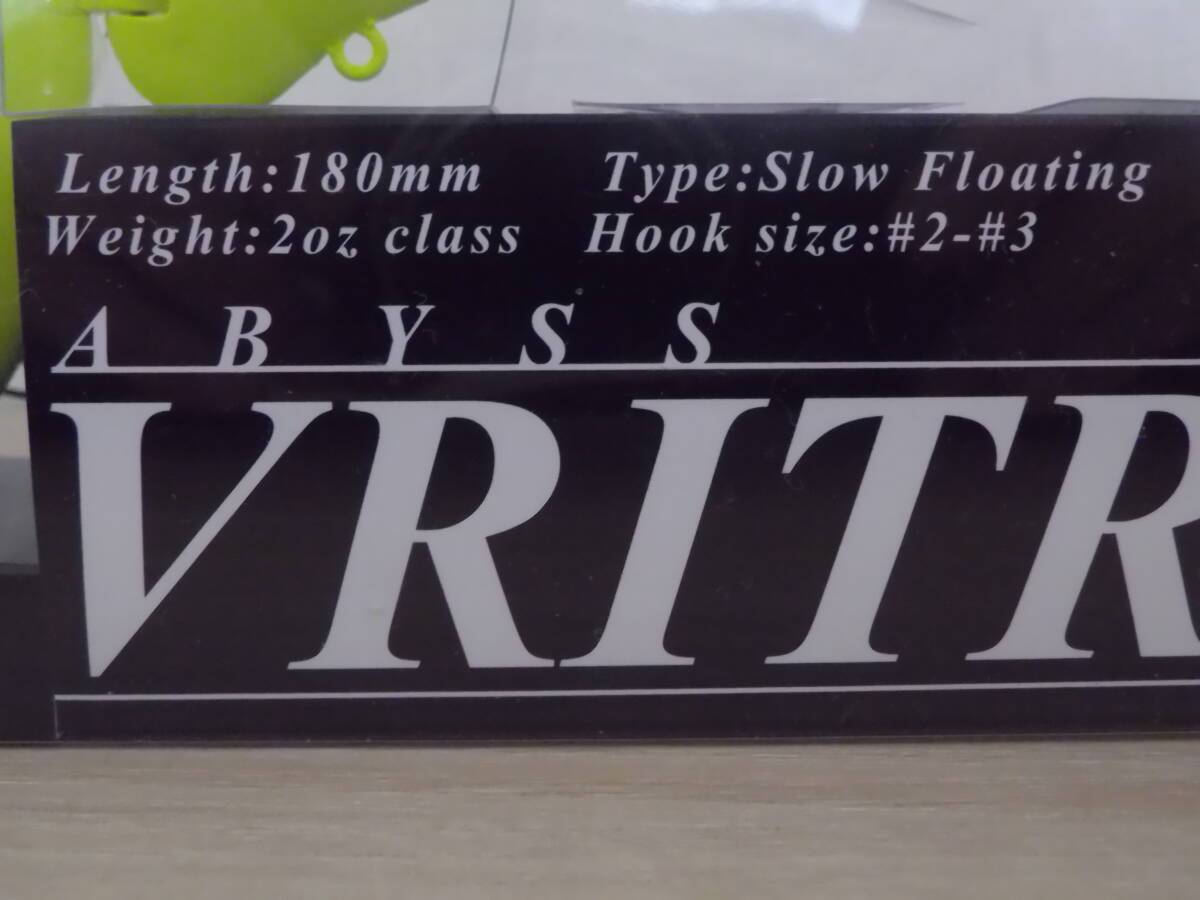 Length:180mm Type:Slow Floating
Weight:2oz class Hook size:#2-#3
ABYSS
VRITR